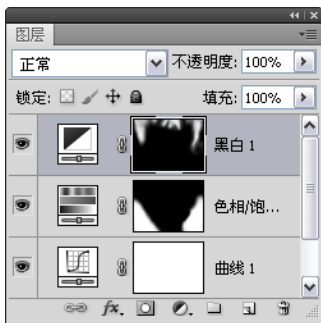 图层
正常 不透明度: 100%
锁定: 填充: 100%
黑白 1
色相/饱...
曲线 1
fx.